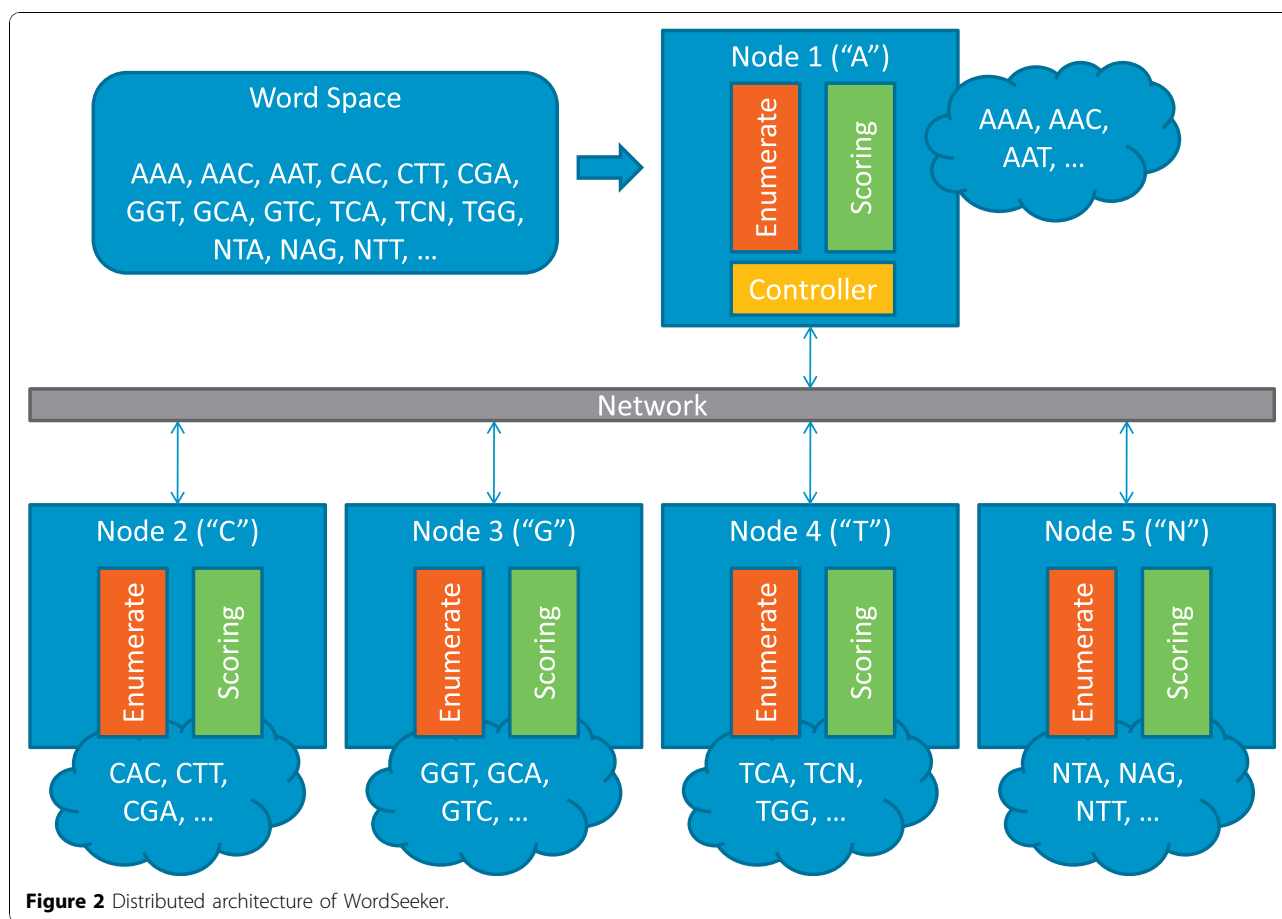 Word Space
AAA, AAC, AAT, CAC, CTT, CGA,
GGT, GCA, GTC, TCA, TCN, TGG,
NTA, NAG, NTT, ...
Node 1 (“A”)
Enumerate
Scoring
Controller
AAA, AAC,
AAT, ...
Network
Node 2 (“C”)
Enumerate
Scoring
CAC, CTT,
CGA, ...
Node 3 (“G”)
Enumerate
Scoring
GGT, GCA,
GTC, ...
Node 4 (“T”)
Enumerate
Scoring
TCA, TCN,
TGG, ...
Node 5 (“N”)
Enumerate
Scoring
NTA, NAG,
NTT, ...
Figure 2 Distributed architecture of WordSeeker.